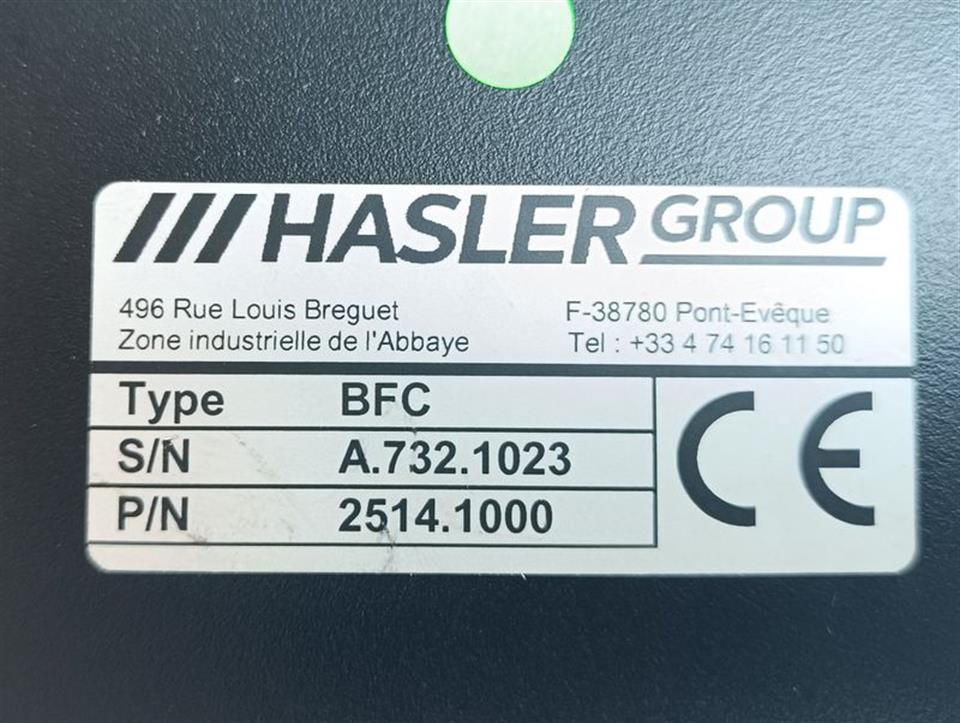 HASLER GROUP
496 Rue Louis Breguet F-38780 Pont-Evêque
Zone industrielle de l'Abbaye Tel : +33 4 74 16 11 50
Type BFC
S/N A.732.1023
P/N 2514.1000
CE